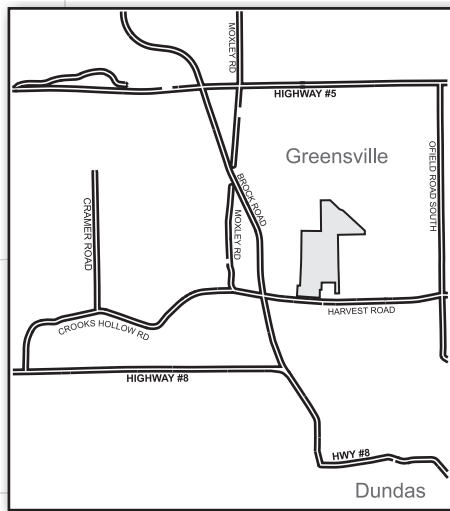 MOXLEY RD
HIGHWAY #5
Greensville
OFIELD ROAD SOUTH
BROCK ROAD
CRAMER ROAD
MOXLEY RD
HARVEST ROAD
CROOKS HOLLOW RD
HIGHWAY #8
HWY #8
Dundas